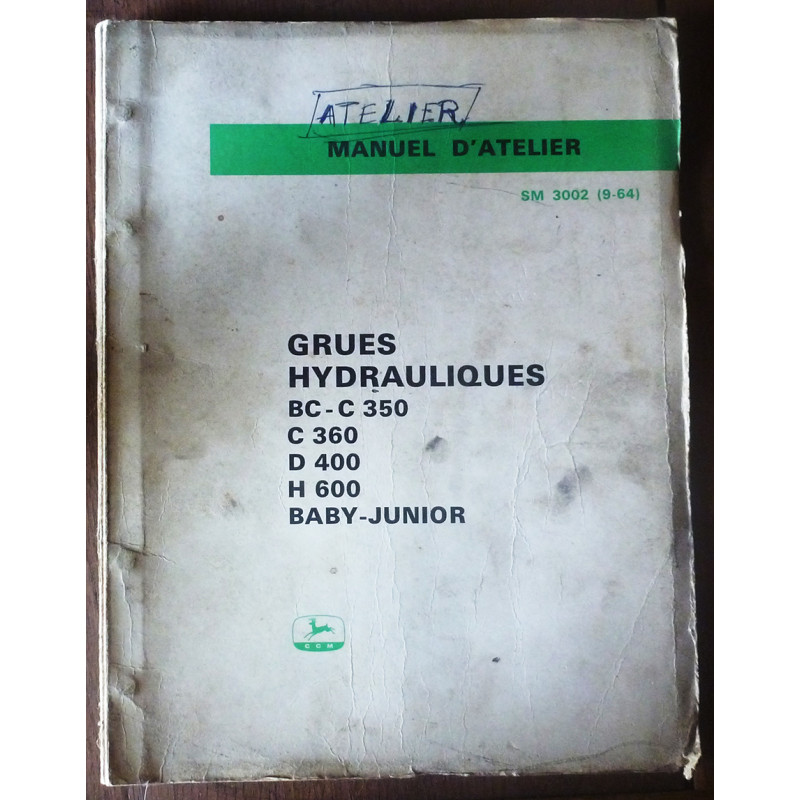 ATELIER
MANUEL D'ATELIER
SM 3002 (9-64)
GRUES
HYDRAULIQUES
BC-C 350
C 360
D 400
H 600
BABY-JUNIOR
CCM